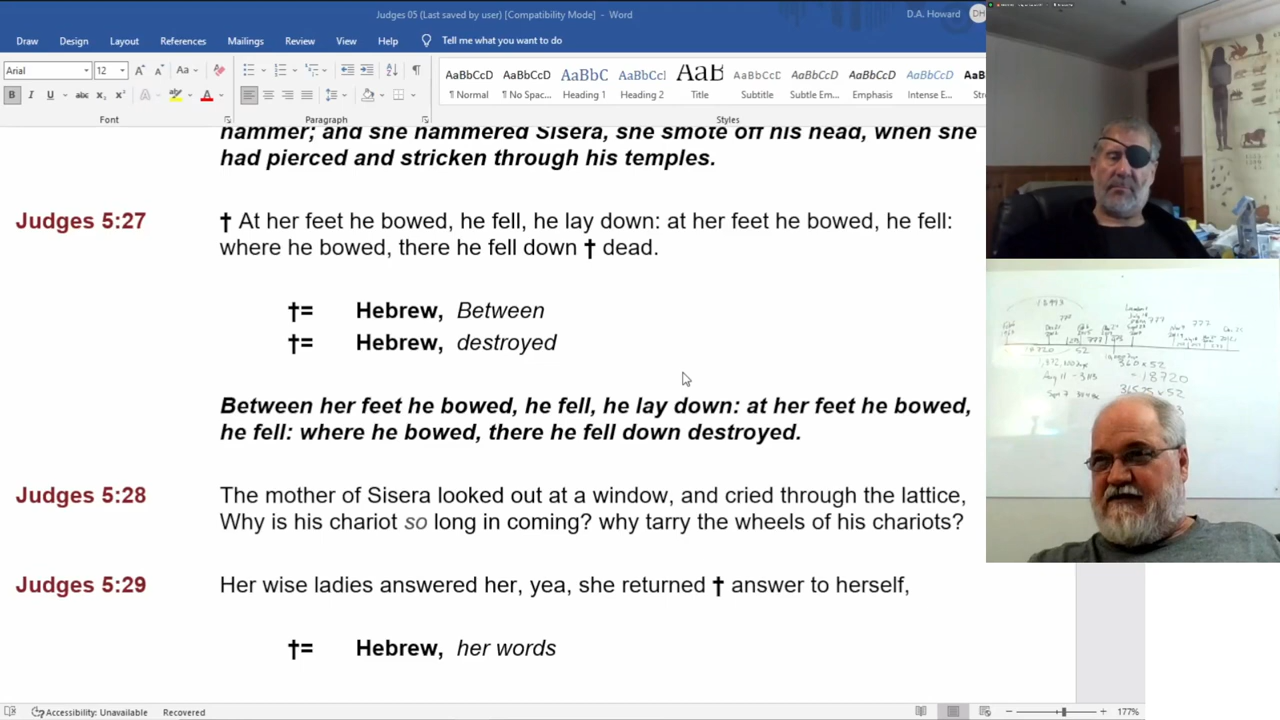 Judges 05 (Last saved by user) [Compatibility Mode] - Word
D.A. Howard
DH
Draw Design Layout References Mailings Review View Help Tell me what you want to do
Arial 12
AaBbCcD AaBbCcD AaBbC AaBbCcI AaB AaBbCcD AaBbCcD AaBbCcD AaBbCcD
¶ Normal ¶ No Spac... Heading 1 Heading 2 Title Subtitle Subtle Em... Emphasis Intense E...
Font Paragraph Styles
hammer; and she hammered Sisera, she smote off his head, when she
had pierced and stricken through his temples.
Judges 5:27 † At her feet he bowed, he fell, he lay down: at her feet he bowed, he fell:
where he bowed, there he fell down † dead.
†= Hebrew, Between
†= Hebrew, destroyed
Between her feet he bowed, he fell, he lay down: at her feet he bowed,
he fell: where he bowed, there he fell down destroyed.
Judges 5:28 The mother of Sisera looked out at a window, and cried through the lattice,
Why is his chariot so long in coming? why tarry the wheels of his chariots?
Judges 5:29 Her wise ladies answered her, yea, she returned † answer to herself,
†= Hebrew, her words
Accessibility: Unavailable Recovered 177%
360 x 52
= 18720